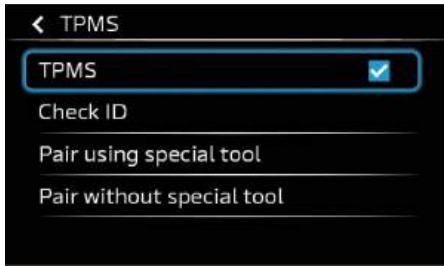 TPMS
TPMS
Check ID
Pair using special tool
Pair without special tool